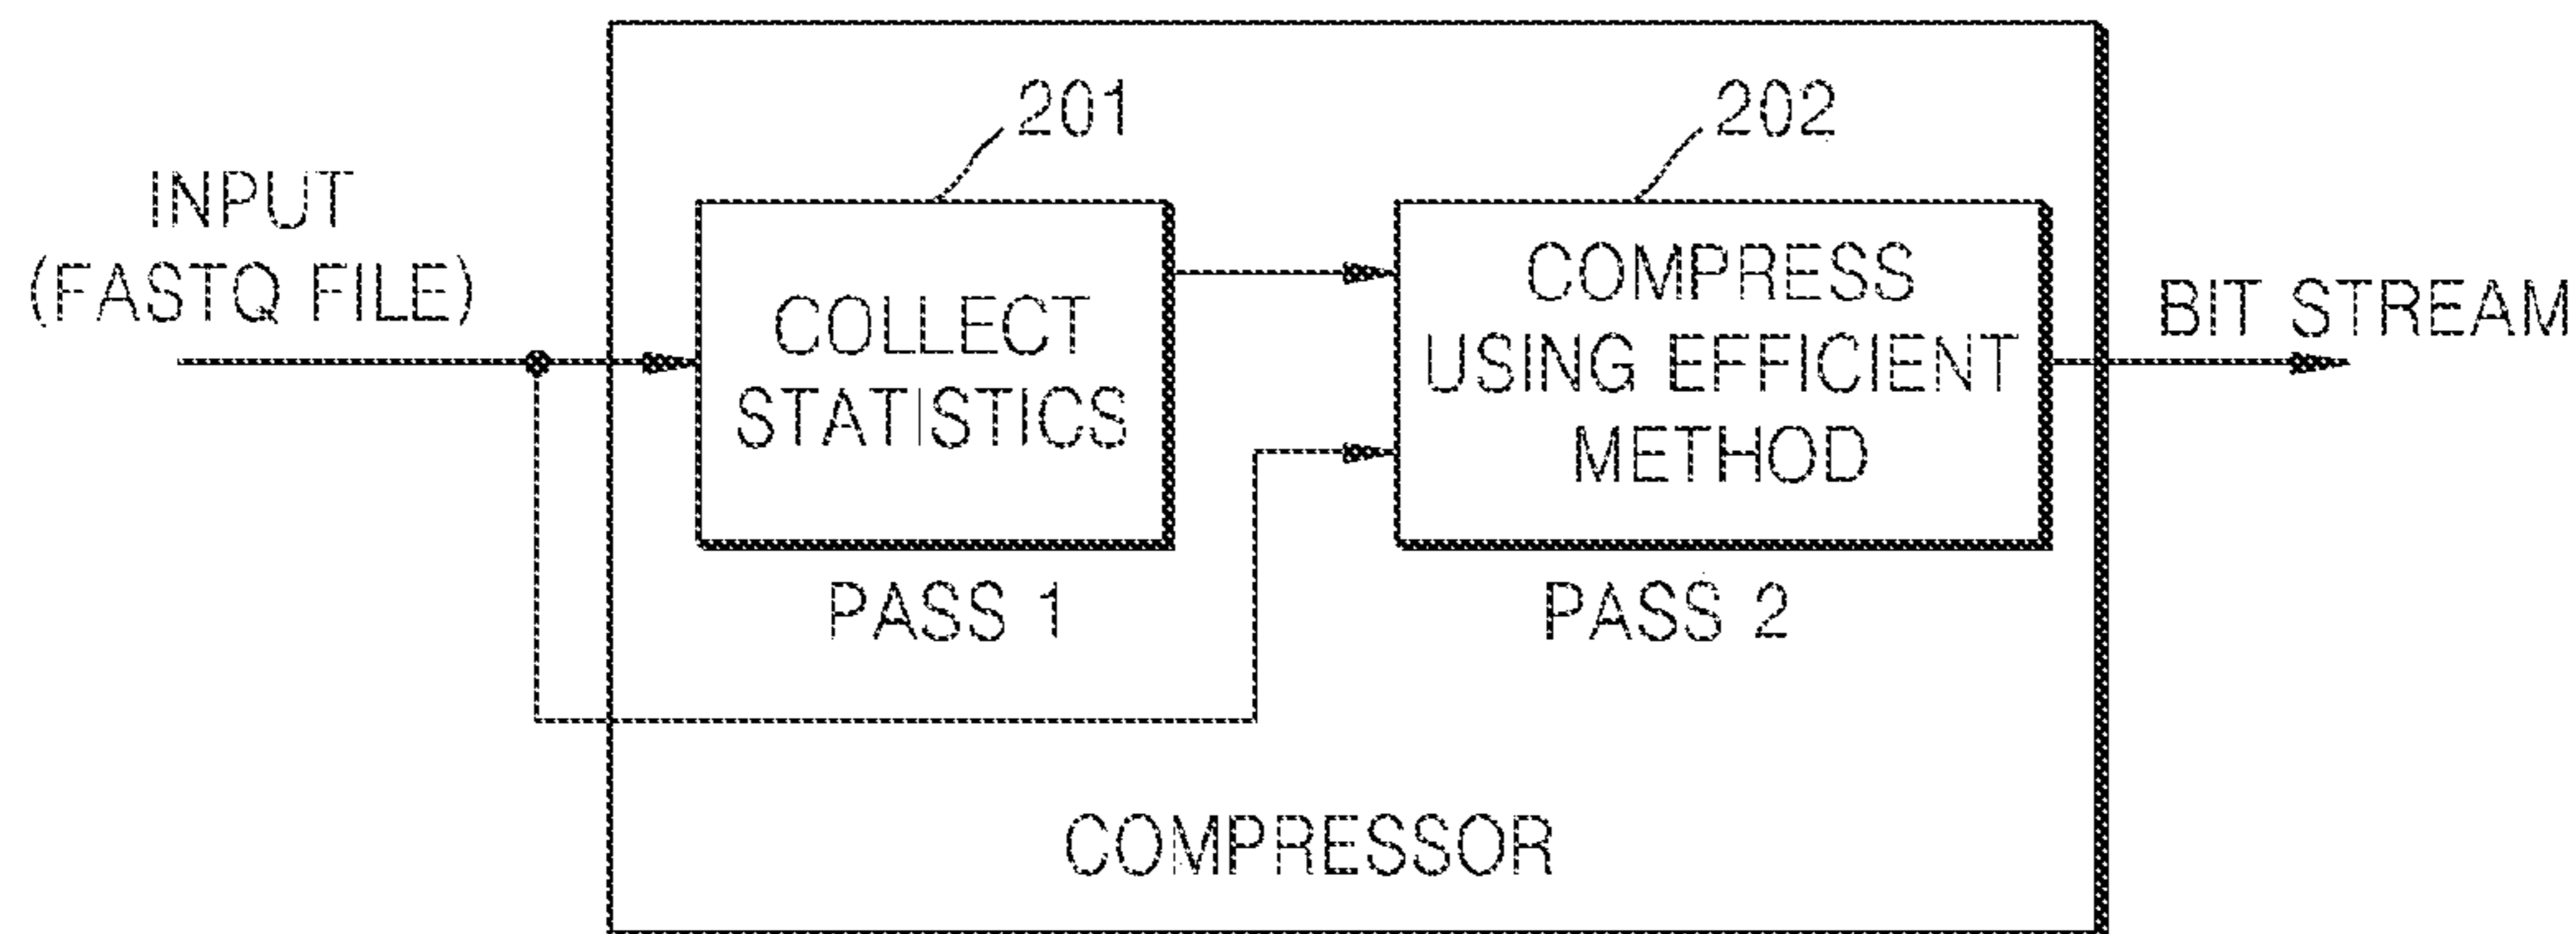 201
202
INPUT
(FASTQ FILE)
COLLECT
STATISTICS
COMPRESS
USING EFFICIENT
METHOD
BIT STREAM
PASS 1
PASS 2
COMPRESSOR